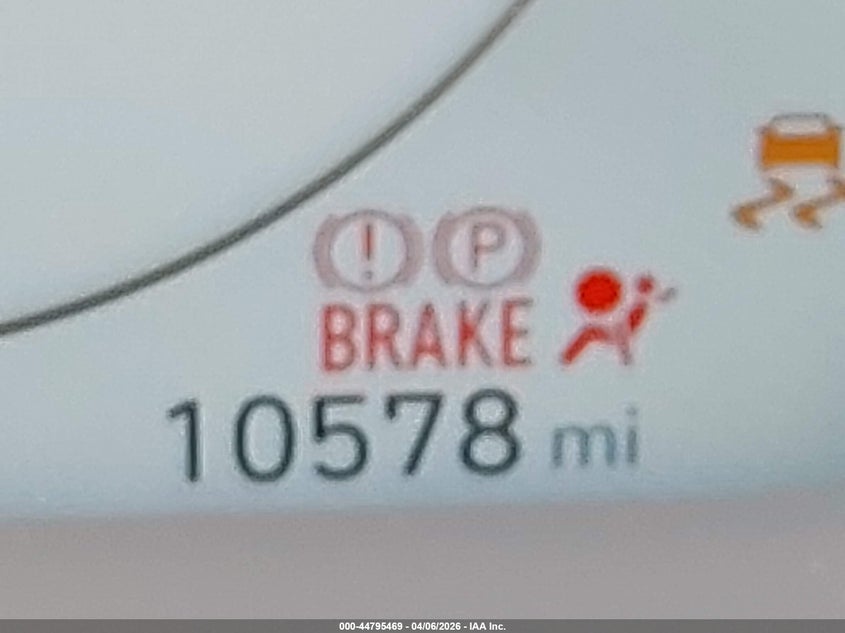 ! P
BRAKE
10578 mi
000-44795469 - 04/06/2026 - IAA Inc.